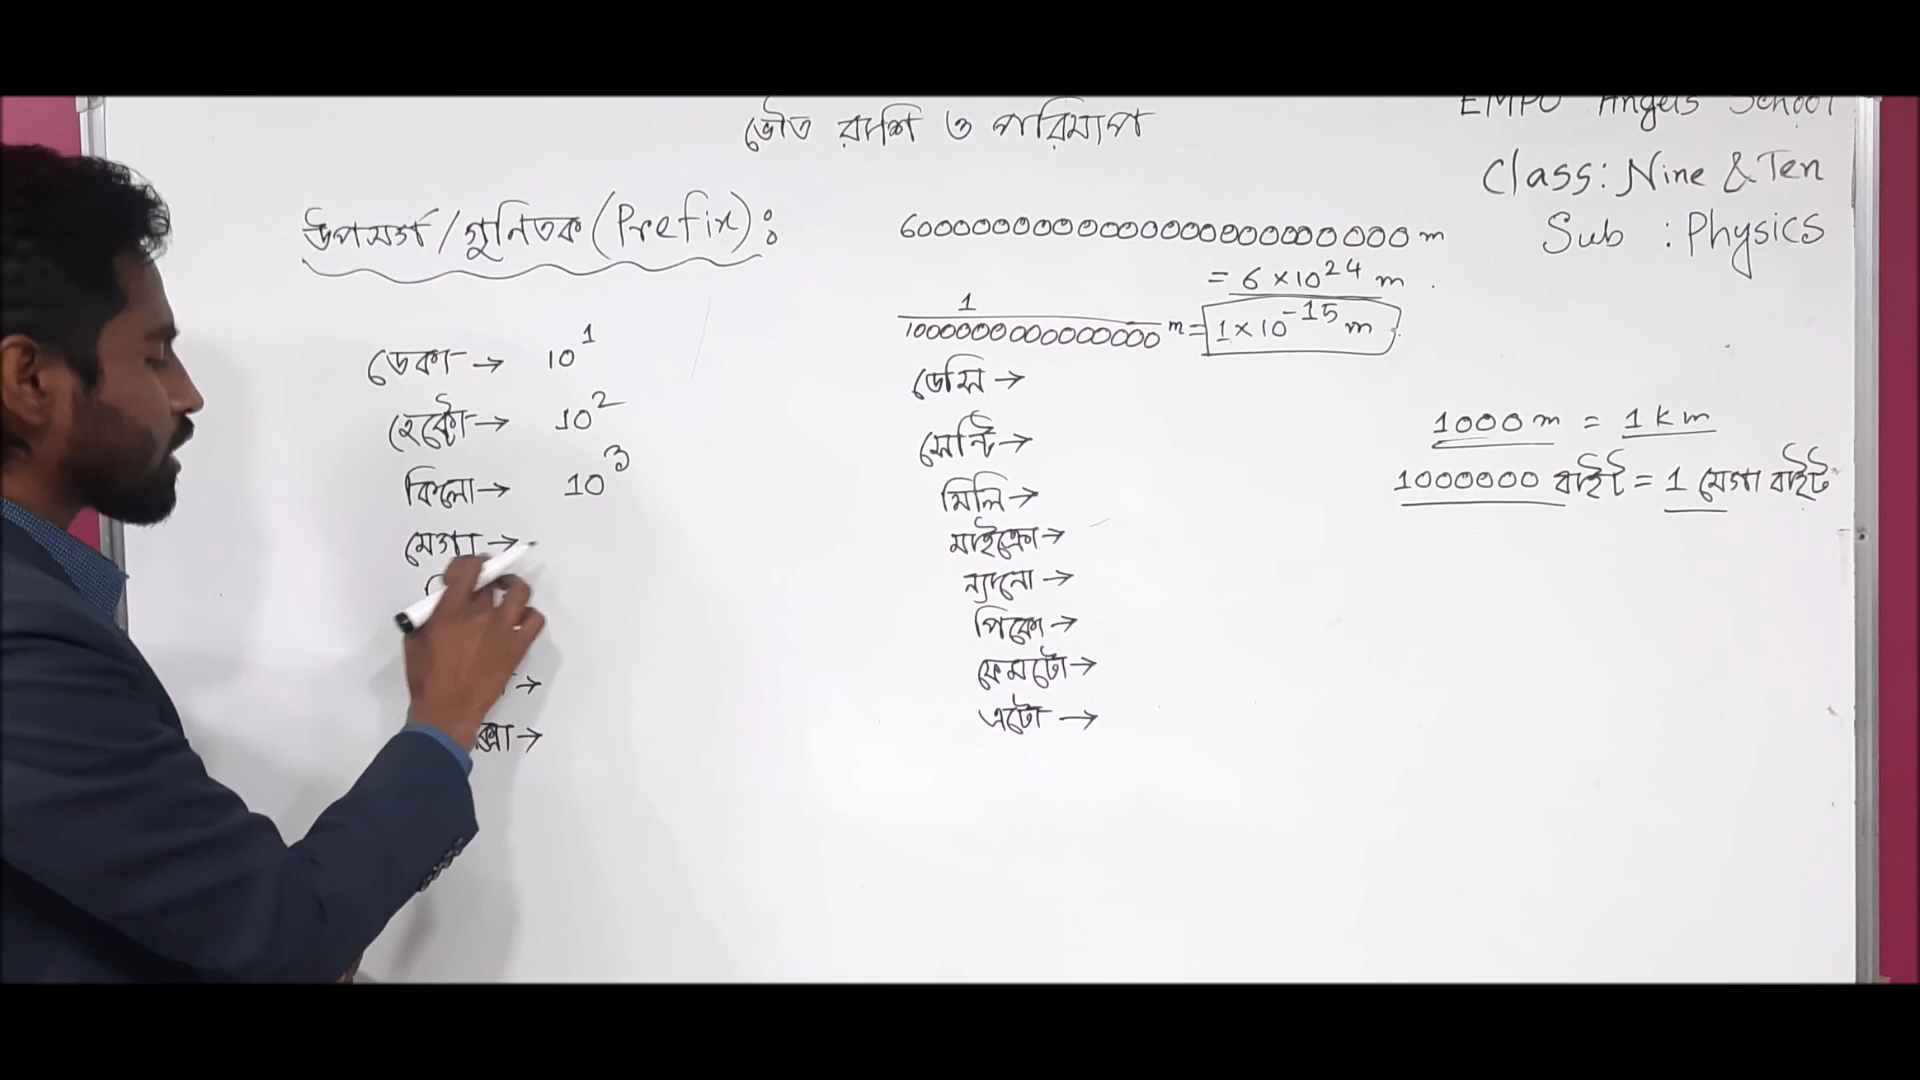 ভৌত রাশি ও পরিমাপ
EMPU Angels School
Class: Nine & Ten
Sub : Physics
উপসর্গ/গুনিতক (Prefix):
6000000000000000000000000 m
= 6 × 10²⁴ m
1
1000000000000000 m = 1 × 10⁻¹⁵ m
ডেকা → 10¹
হেক্টো → 10²
কিলো → 10³
মেগা →
ডেসি →
সেন্টি →
মিলি →
মাইক্রো →
ন্যানো →
পিকো →
ফেমটো →
এটো →
1000 m = 1 km
1000000 বাইট = 1 মেগা বাইট